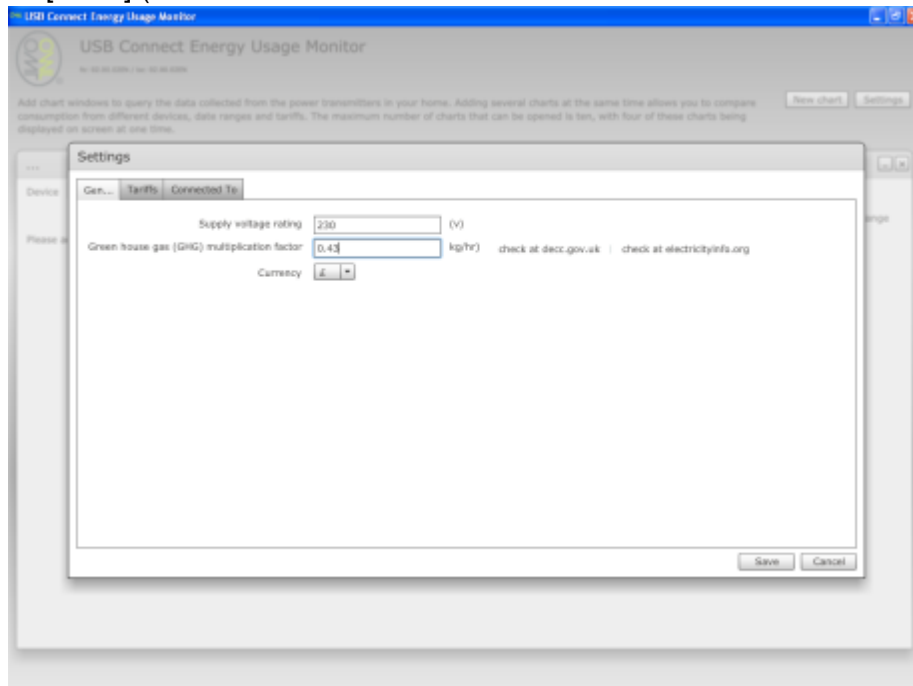 USB Connect Energy Usage Monitor
USB Connect Energy Usage Monitor
Add chart windows to query the data collected from the power transmitters in your home. Adding several charts at the same time allows you to compare
New chart
Settings
consumption from different devices, date ranges and tariffs. The maximum number of charts that can be opened is ten, with four of these charts being
displayed on screen at one time.
Settings
...
Device
Gen... Tariffs Connected To
Supply voltage rating 230 (v)
Please
Green house gas (GHG) multiplication factor 0.43 kg/hr) check at decc.gov.uk | check at electricityinfo.org
Currency £
Save Cancel